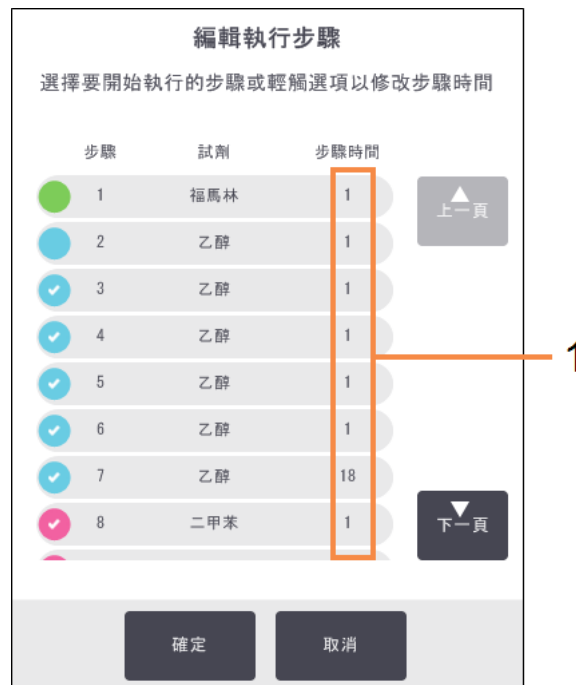 編輯執行步驟
選擇要開始執行的步驟或輕觸選項以修改步驟時間
步驟 試劑 步驟時間
1 福馬林 1
上一頁
2 乙醇 1
3 乙醇 1
4 乙醇 1
5 乙醇 1
6 乙醇 1
7 乙醇 18
8 二甲苯 1
下一頁
確定 取消
1